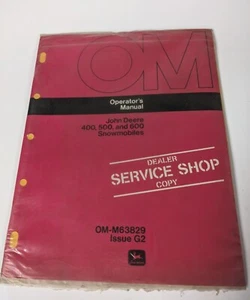 OM
Operator's
Manual
John Deere
400, 500, and 600
Snowmobiles
DEALER
SERVICE SHOP
COPY
OM-M63829
Issue G2